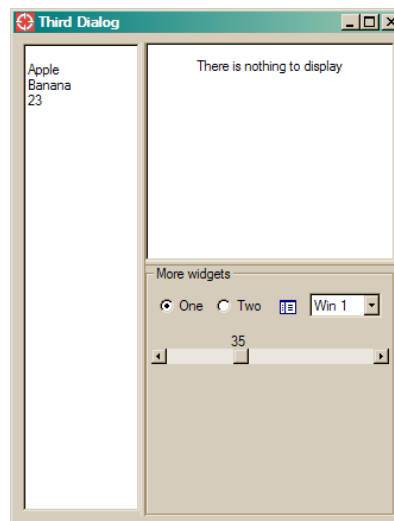 Third Dialog
Apple
Banana
23
There is nothing to display
More widgets
One Two Win 1
35